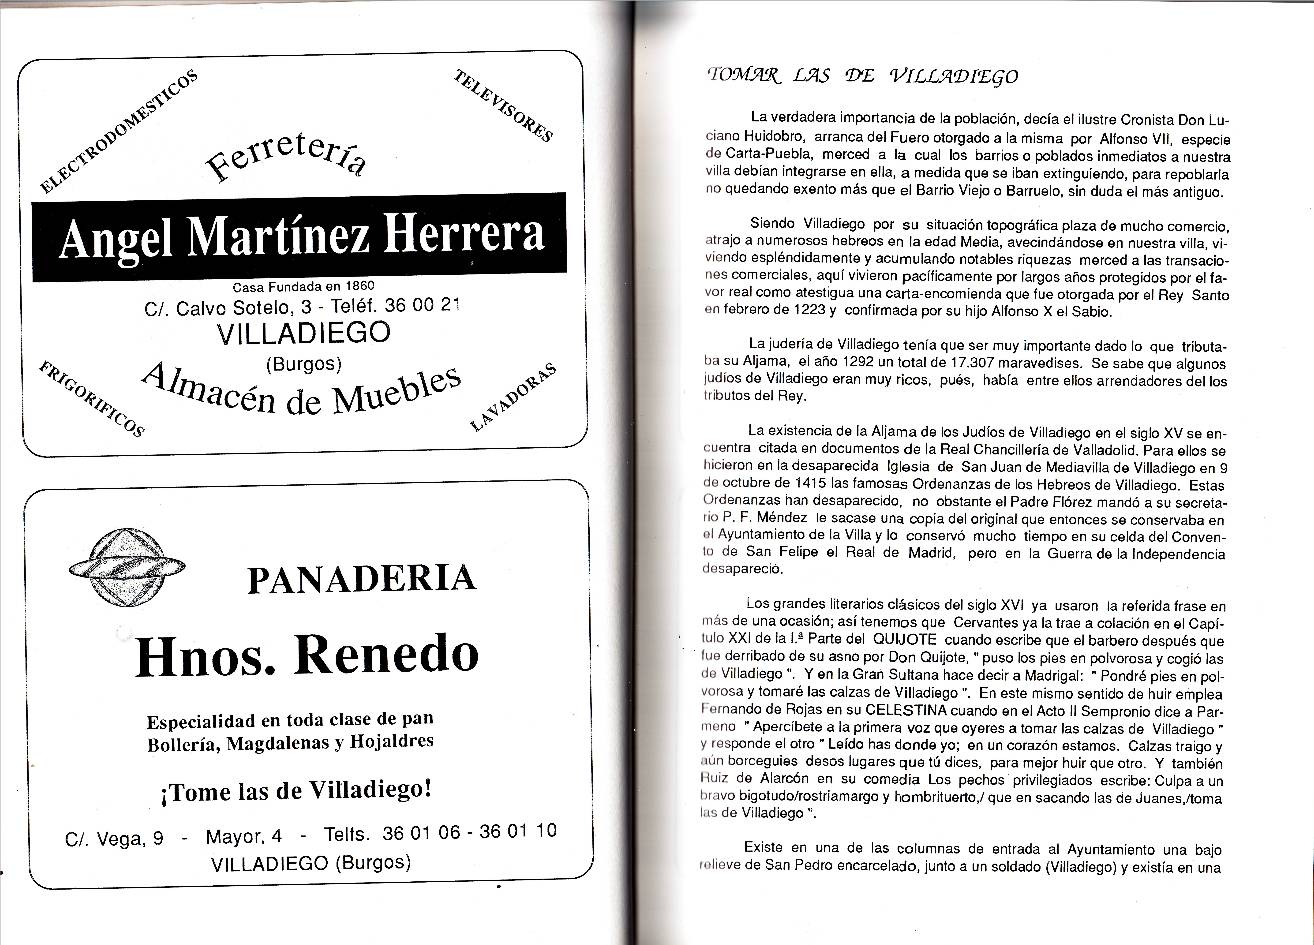 ELECTRODOMESTICOS
TELEVISORES
Ferretería
Angel Martínez Herrera
Casa Fundada en 1860
C/. Calvo Sotelo, 3 - Teléf. 36 00 21
VILLADIEGO
(Burgos)
Almacén de Muebles
FRIGORIFICOS
LAVADORAS
PANADERIA
Hnos. Renedo
Especialidad en toda clase de pan
Bollería, Magdalenas y Hojaldres
¡Tome las de Villadiego!
C/. Vega, 9 - Mayor, 4 - Telfs. 36 01 06 - 36 01 10
VILLADIEGO (Burgos)
TOMAR LAS DE VILLADIEGO
La verdadera importancia de la población, decía el ilustre Cronista Don Lu-
ciano Huidobro, arranca del Fuero otorgado a la misma por Alfonso VII, especie
de Carta-Puebla, merced a la cual los barrios o poblados inmediatos a nuestra
villa debían integrarse en ella, a medida que se iban extinguiendo, para repoblarla
no quedando exento más que el Barrio Viejo o Barruelo, sin duda el más antiguo.
Siendo Villadiego por su situación topográfica plaza de mucho comercio,
atrajo a numerosos hebreos en la edad Media, avecindándose en nuestra villa, vi-
viendo espléndidamente y acumulando notables riquezas merced a las transacio-
nes comerciales, aquí vivieron pacíficamente por largos años protegidos por el fa-
vor real como atestigua una carta-encomienda que fue otorgada por el Rey Santo
en febrero de 1223 y confirmada por su hijo Alfonso X el Sabio.
La judería de Villadiego tenía que ser muy importante dado lo que tributa-
ba su Aljama, el año 1292 un total de 17.307 maravedises. Se sabe que algunos
judíos de Villadiego eran muy ricos, pués, había entre ellos arrendadores del los
tributos del Rey.
La existencia de la Aljama de los Judíos de Villadiego en el siglo XV se en-
cuentra citada en documentos de la Real Chancillería de Valladolid. Para ellos se
hicieron en la desaparecida Iglesia de San Juan de Mediavilla de Villadiego en 9
de octubre de 1415 las famosas Ordenanzas de los Hebreos de Villadiego. Estas
Ordenanzas han desaparecido, no obstante el Padre Flórez mandó a su secreta-
rio P. F. Méndez le sacase una copia del original que entonces se conservaba en
el Ayuntamiento de la Villa y lo conservó mucho tiempo en su celda del Conven-
to de San Felipe el Real de Madrid, pero en la Guerra de la Independencia
desapareció.
Los grandes literarios clásicos del siglo XVI ya usaron la referida frase en
más de una ocasión; así tenemos que Cervantes ya la trae a colación en el Capí-
tulo XXI de la I.ª Parte del QUIJOTE cuando escribe que el barbero después que
fue derribado de su asno por Don Quijote, " puso los pies en polvorosa y cogió las
de Villadiego ". Y en la Gran Sultana hace decir a Madrigal: " Pondré pies en pol-
vorosa y tomaré las calzas de Villadiego ". En este mismo sentido de huir emplea
Fernando de Rojas en su CELESTINA cuando en el Acto II Sempronio dice a Par-
meno " Apercíbete a la primera voz que oyeres a tomar las calzas de Villadiego "
y responde el otro " Leído has donde yo; en un corazón estamos. Calzas traigo y
aún borceguies desos lugares que tú dices, para mejor huir que otro. Y también
Ruiz de Alarcón en su comedia Los pechos privilegiados escribe: Culpa a un
bravo bigotudo/rostriamargo y hombrituerto,/ que en sacando las de Juanes,/toma
las de Villadiego ".
Existe en una de las columnas de entrada al Ayuntamiento una bajo
relieve de San Pedro encarcelado, junto a un soldado (Villadiego) y existía en una